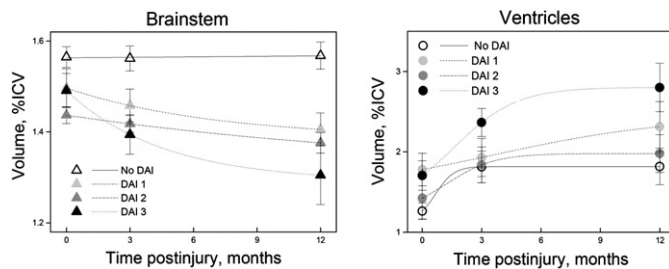 Brainstem
Volume, %ICV
1.6
1.4
1.2
No DAI
DAI 1
DAI 2
DAI 3
0 3 6 9 12
Time postinjury, months
Ventricles
Volume, %ICV
3
2
1
No DAI
DAI 1
DAI 2
DAI 3
0 3 6 9 12
Time postinjury, months